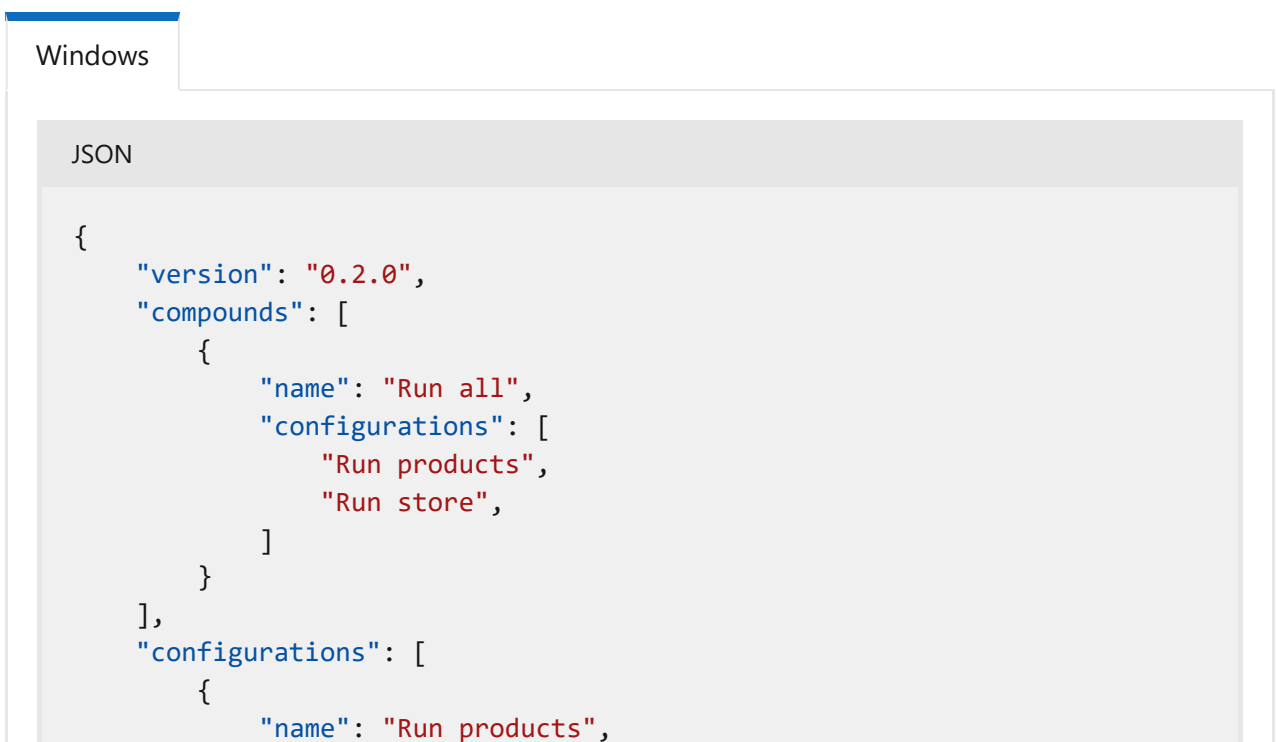 Windows
JSON
{
    "version": "0.2.0",
    "compounds": [
        {
            "name": "Run all",
            "configurations": [
                "Run products",
                "Run store",
            ]
        }
    ],
    "configurations": [
        {
            "name": "Run products",